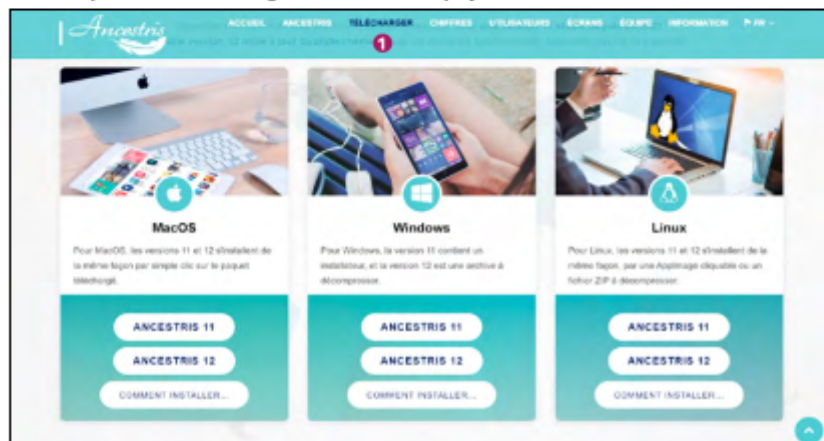 Ancestris
ACCUEIL ANCESTRIS TÉLÉCHARGER CHIFFRES UTILISATEURS ÉCRANS ÉQUIPE INFORMATION FR
1
MacOS
Pour MacOS, les versions 11 et 12 s'installent de
la même façon par simple clic sur le paquet
téléchargé.
ANCESTRIS 11
ANCESTRIS 12
COMMENT INSTALLER...
Windows
Pour Windows, la version 11 contient un
installateur, et la version 12 est une archive à
décompresser.
ANCESTRIS 11
ANCESTRIS 12
COMMENT INSTALLER...
Linux
Pour Linux, les versions 11 et 12 s'installent de la
même façon, par une AppImage cliquable ou un
fichier ZIP à décompresser.
ANCESTRIS 11
ANCESTRIS 12
COMMENT INSTALLER...